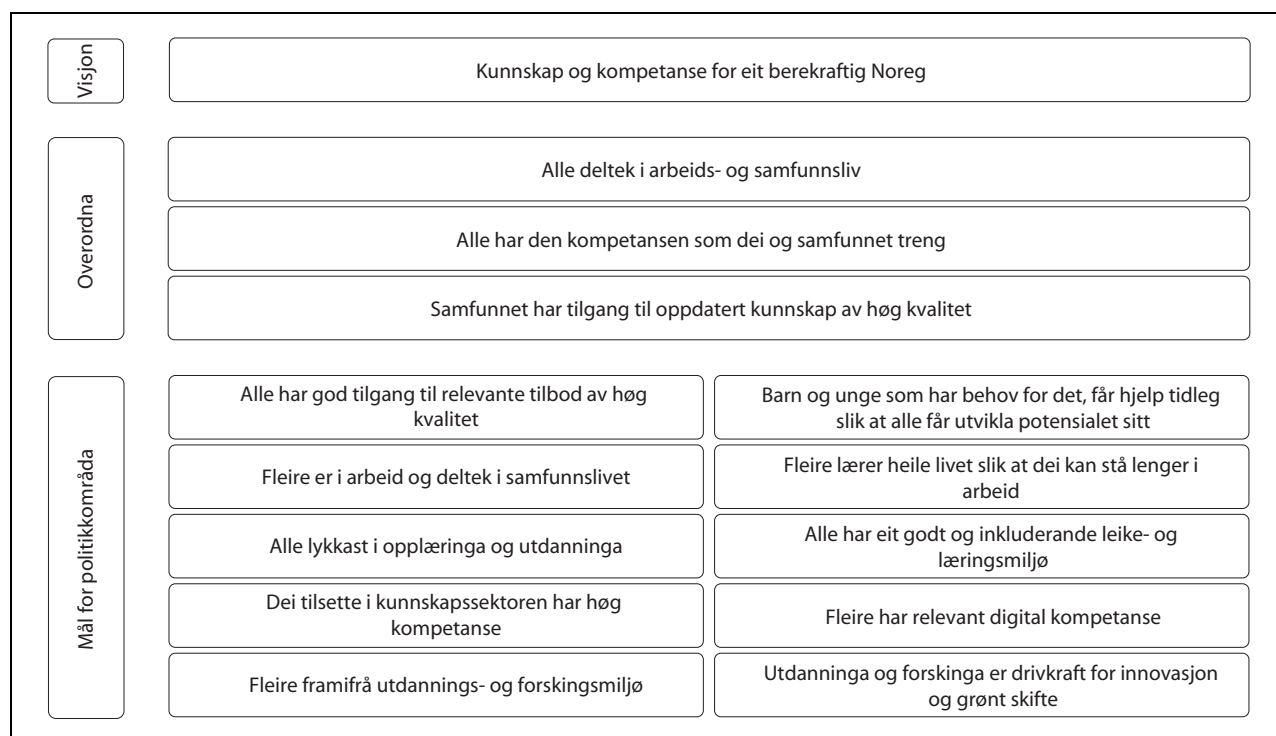 Visjon
Kunnskap og kompetanse for eit berekraftig Noreg
Overordna
Alle deltek i arbeids- og samfunnsliv
Alle har den kompetansen som dei og samfunnet treng
Samfunnet har tilgang til oppdatert kunnskap av høg kvalitet
Mål for politikkområda
Alle har god tilgang til relevante tilbod av høg
kvalitet
Barn og unge som har behov for det, får hjelp tidleg
slik at alle får utvikla potensialet sitt
Fleire er i arbeid og deltek i samfunnslivet
Fleire lærer heile livet slik at dei kan stå lenger i
arbeid
Alle lykkast i opplæringa og utdanninga
Alle har eit godt og inkluderande leike- og
læringsmiljø
Dei tilsette i kunnskapssektoren har høg
kompetanse
Fleire har relevant digital kompetanse
Fleire framifrå utdannings- og forskingsmiljø
Utdanninga og forskinga er drivkraft for innovasjon
og grønt skifte